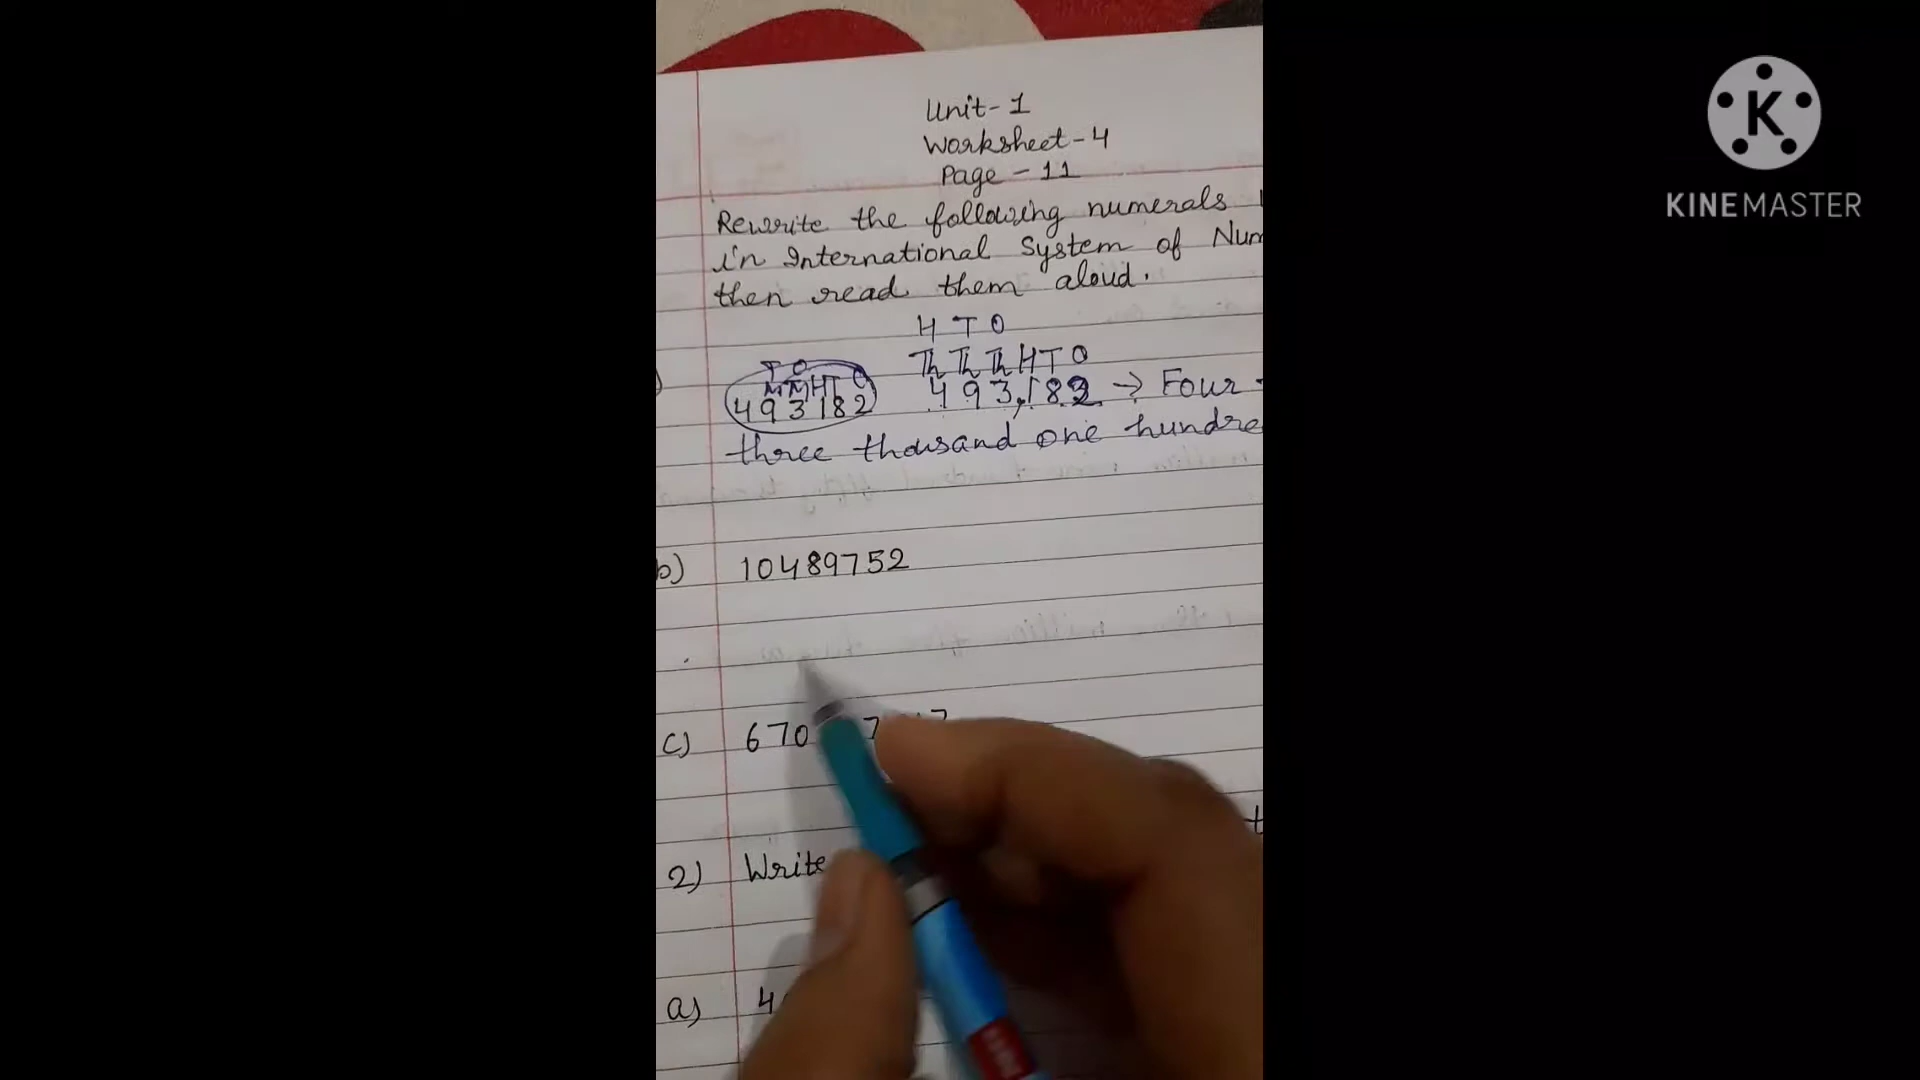 Unit - 1
Worksheet - 4
Page - 11
Rewrite the following numerals
in International System of
then read them aloud.
H T O
T O Th Th Th H T O
M M H T O
493182 493,182 → Four
three thousand one
b) 10489752
c) 670
2) Write
a) 4
K
KINEMASTER